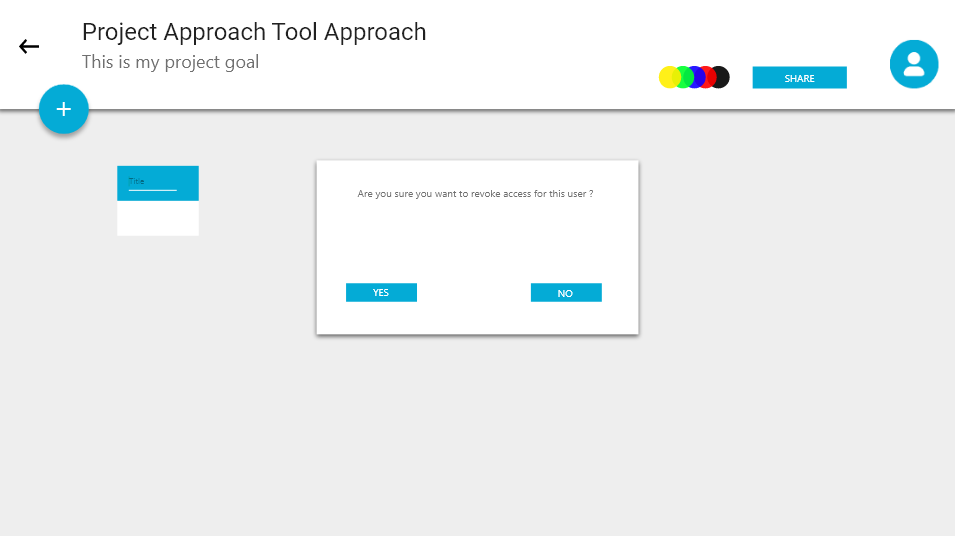 Project Approach Tool Approach
This is my project goal
SHARE
+
Title
Are you sure you want to revoke access for this user ?
YES
NO